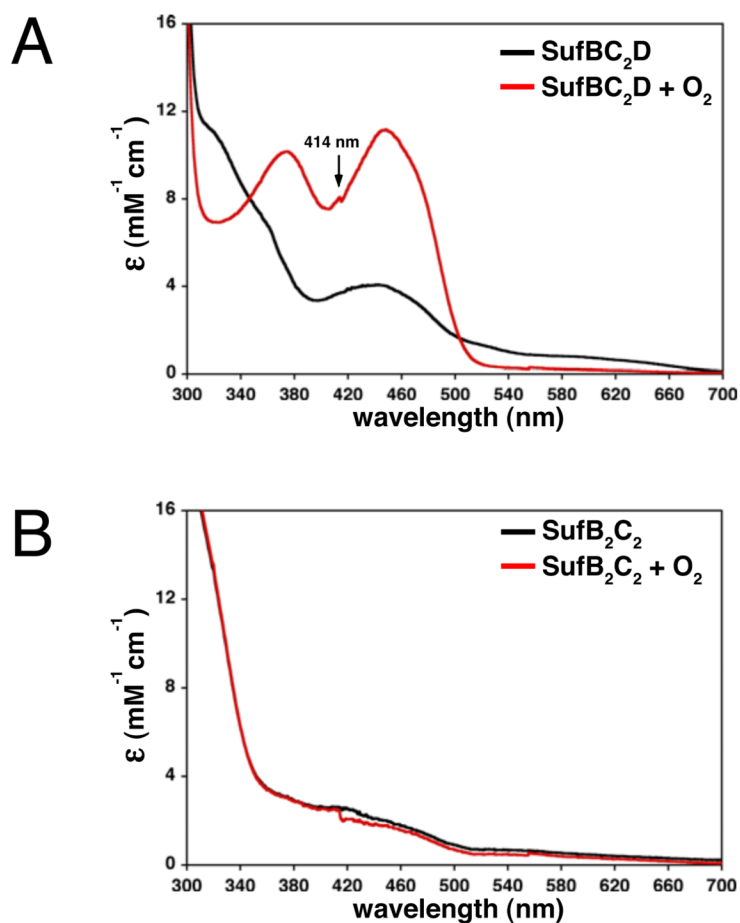 A
16
12
8
4
0
ε (mM⁻¹ cm⁻¹)
SufBC₂D
SufBC₂D + O₂
414 nm
300 340 380 420 460 500 540 580 620 660 700
wavelength (nm)
B
16
12
8
4
0
ε (mM⁻¹ cm⁻¹)
SufB₂C₂
SufB₂C₂ + O₂
300 340 380 420 460 500 540 580 620 660 700
wavelength (nm)